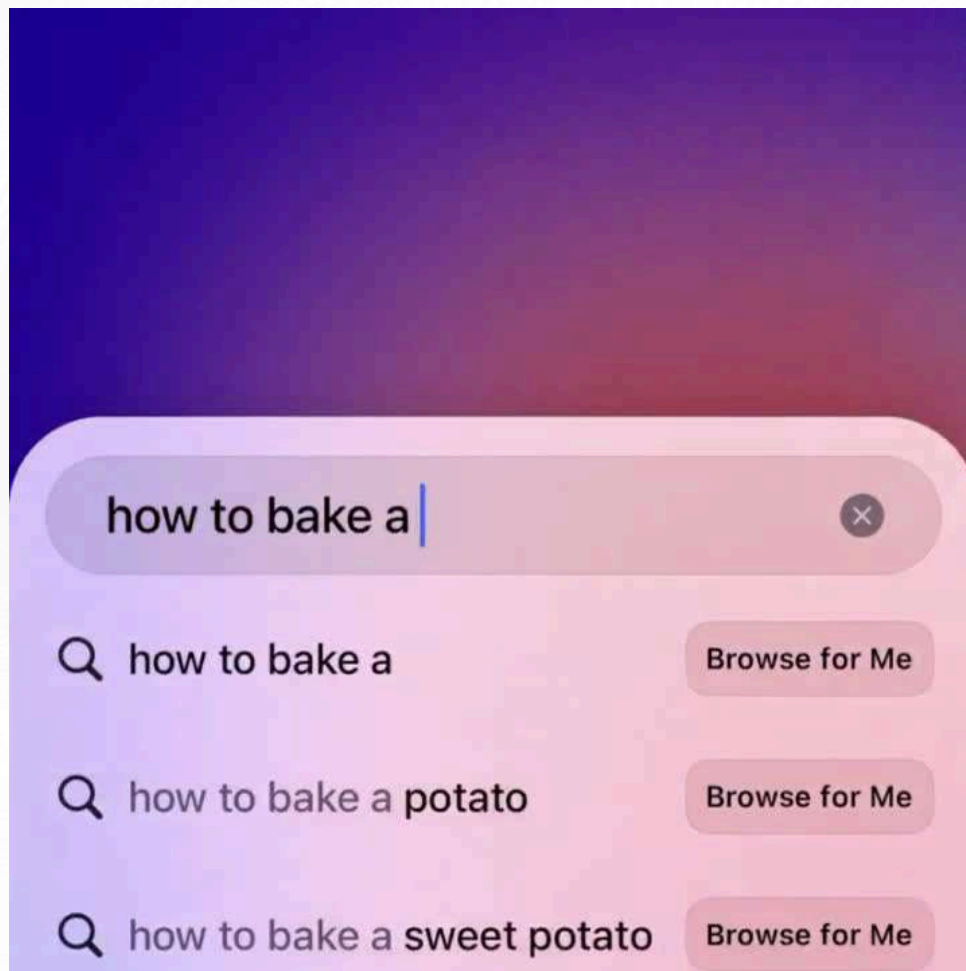 how to bake a
how to bake a Browse for Me
how to bake a potato Browse for Me
how to bake a sweet potato Browse for Me